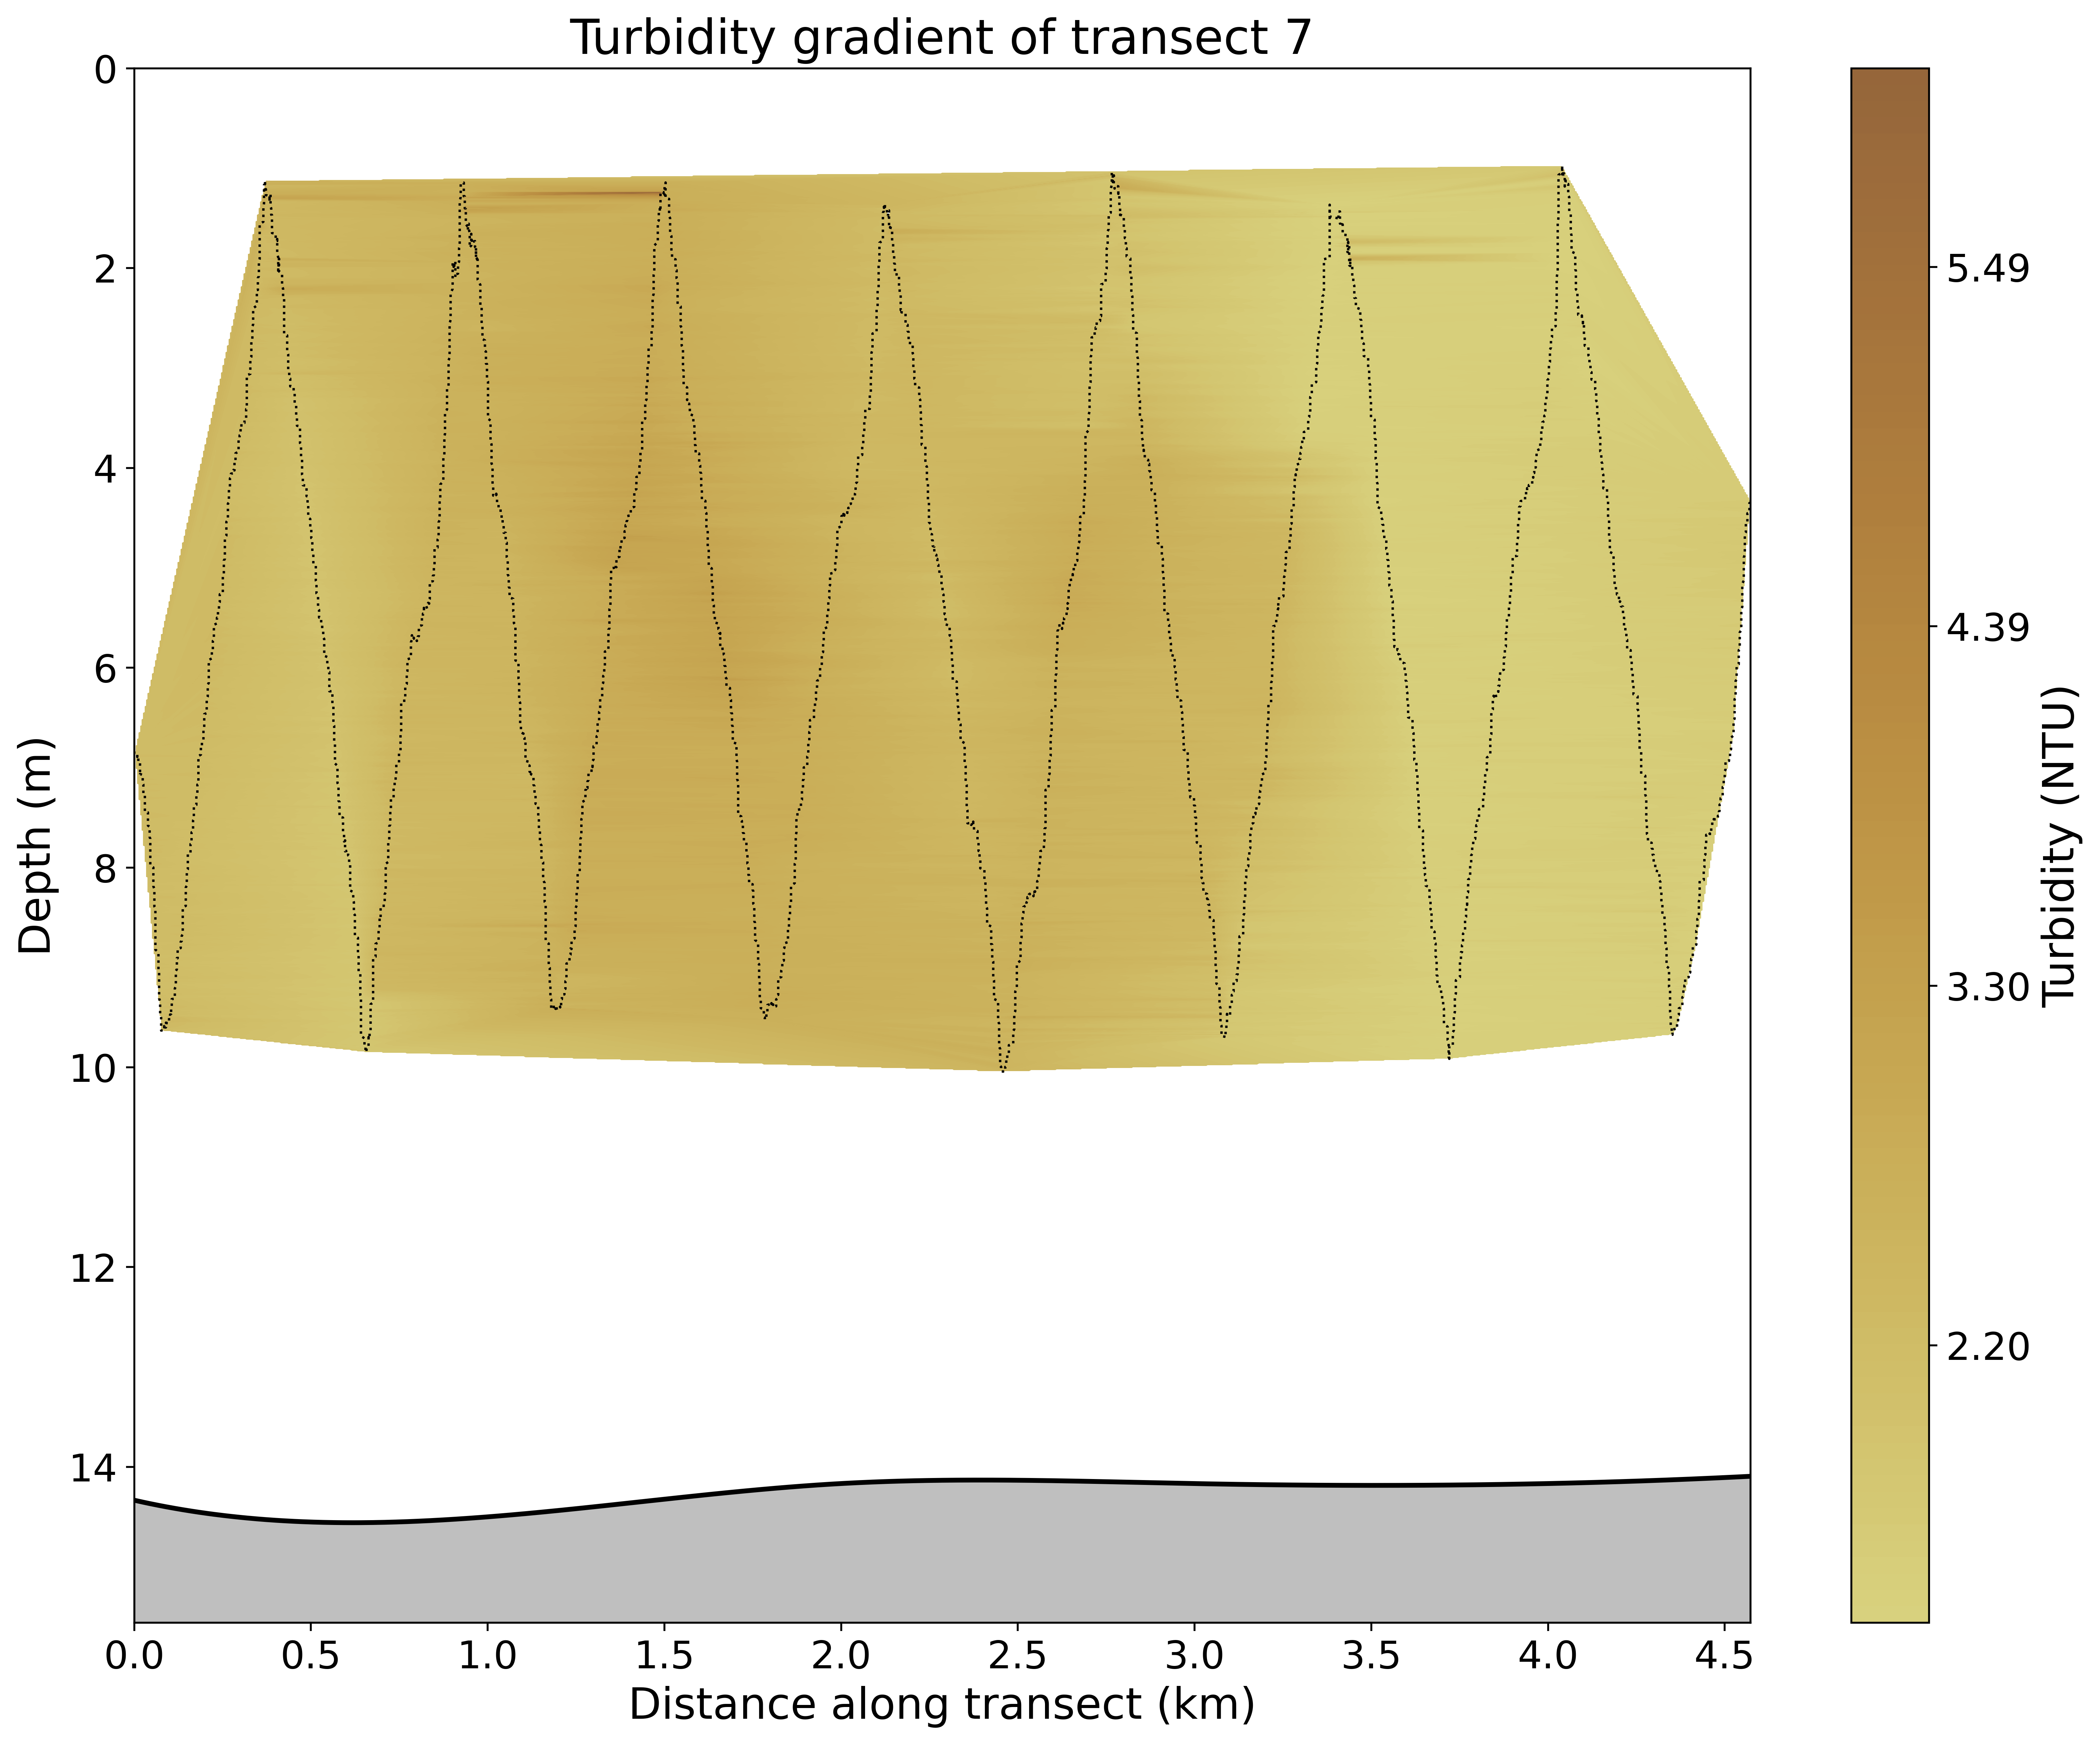 Turbidity gradient of transect 7
0
2
4
6
8
10
12
14
Depth (m)
0.0 0.5 1.0 1.5 2.0 2.5 3.0 3.5 4.0 4.5
Distance along transect (km)
5.49
4.39
3.30
2.20
Turbidity (NTU)